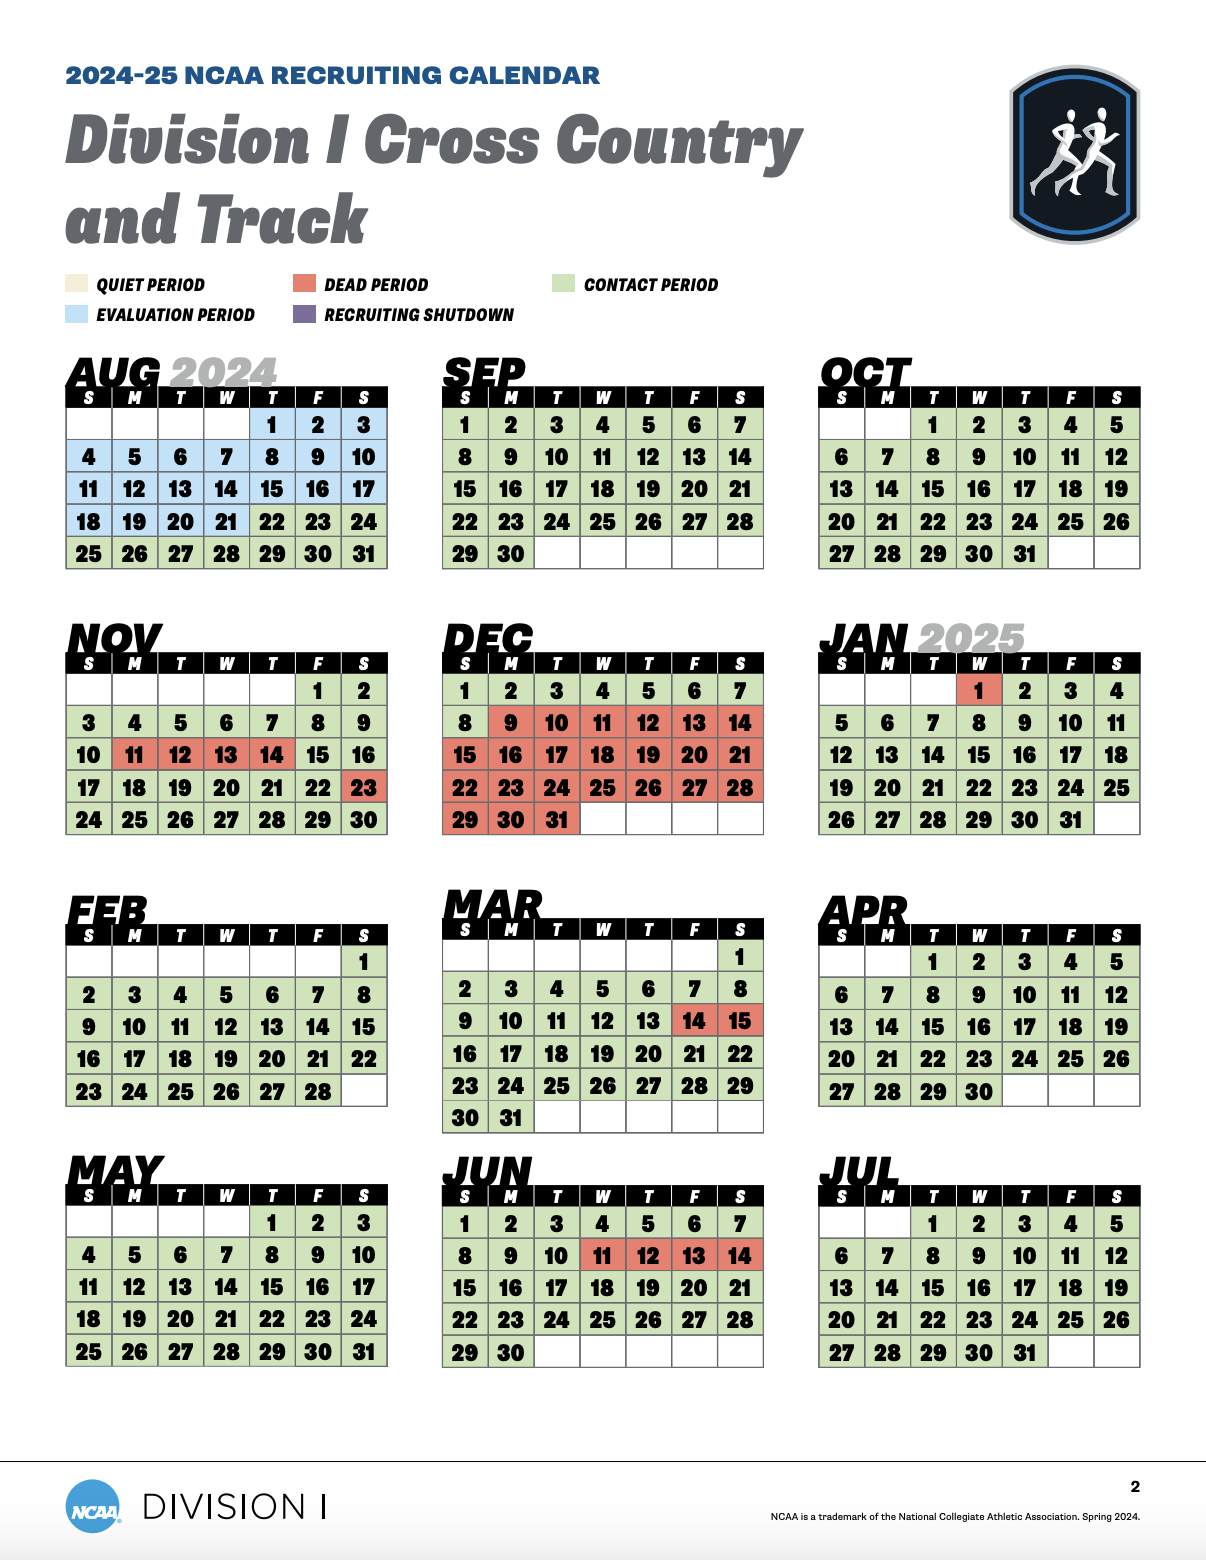 2024-25 NCAA RECRUITING CALENDAR
Division I Cross Country
and Track
QUIET PERIOD DEAD PERIOD CONTACT PERIOD
EVALUATION PERIOD RECRUITING SHUTDOWN
AUG 2024
S M T W T F S
1 2 3
4 5 6 7 8 9 10
11 12 13 14 15 16 17
18 19 20 21 22 23 24
25 26 27 28 29 30 31
SEP
S M T W T F S
1 2 3 4 5 6 7
8 9 10 11 12 13 14
15 16 17 18 19 20 21
22 23 24 25 26 27 28
29 30
OCT
S M T W T F S
1 2 3 4 5
6 7 8 9 10 11 12
13 14 15 16 17 18 19
20 21 22 23 24 25 26
27 28 29 30 31
NOV
S M T W T F S
1 2
3 4 5 6 7 8 9
10 11 12 13 14 15 16
17 18 19 20 21 22 23
24 25 26 27 28 29 30
DEC
S M T W T F S
1 2 3 4 5 6 7
8 9 10 11 12 13 14
15 16 17 18 19 20 21
22 23 24 25 26 27 28
29 30 31
JAN 2025
S M T W T F S
1 2 3 4
5 6 7 8 9 10 11
12 13 14 15 16 17 18
19 20 21 22 23 24 25
26 27 28 29 30 31
FEB
S M T W T F S
1
2 3 4 5 6 7 8
9 10 11 12 13 14 15
16 17 18 19 20 21 22
23 24 25 26 27 28
MAR
S M T W T F S
1
2 3 4 5 6 7 8
9 10 11 12 13 14 15
16 17 18 19 20 21 22
23 24 25 26 27 28 29
30 31
APR
S M T W T F S
1 2 3 4 5
6 7 8 9 10 11 12
13 14 15 16 17 18 19
20 21 22 23 24 25 26
27 28 29 30
MAY
S M T W T F S
1 2 3
4 5 6 7 8 9 10
11 12 13 14 15 16 17
18 19 20 21 22 23 24
25 26 27 28 29 30 31
JUN
S M T W T F S
1 2 3 4 5 6 7
8 9 10 11 12 13 14
15 16 17 18 19 20 21
22 23 24 25 26 27 28
29 30
JUL
S M T W T F S
1 2 3 4 5
6 7 8 9 10 11 12
13 14 15 16 17 18 19
20 21 22 23 24 25 26
27 28 29 30 31
NCAA DIVISION I
2
NCAA is a trademark of the National Collegiate Athletic Association. Spring 2024.